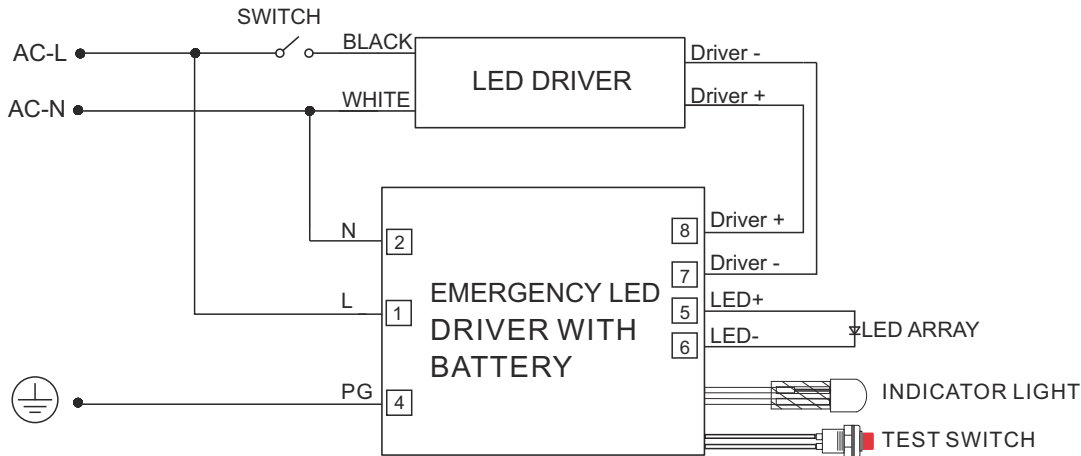 SWITCH
AC-L
BLACK
LED DRIVER
Driver -
AC-N
WHITE
Driver +
N
2
8
Driver +
7
Driver -
L
1
EMERGENCY LED
DRIVER WITH
BATTERY
5
LED+
6
LED-
LED ARRAY
PG
4
INDICATOR LIGHT
TEST SWITCH